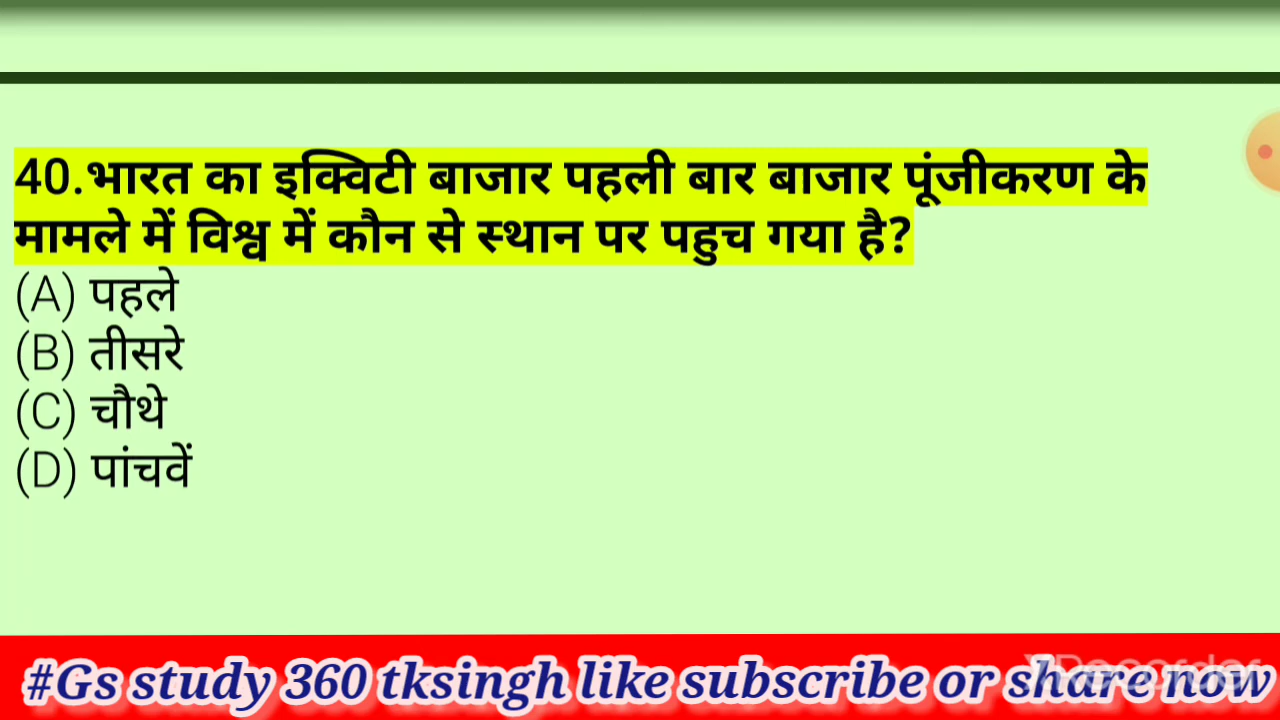 40.भारत का इक्विटी बाजार पहली बार बाजार पूंजीकरण के
मामले में विश्व में कौन से स्थान पर पहुच गया है?
(A) पहले
(B) तीसरे
(C) चौथे
(D) पांचवें
#Gs study 360 tksingh like subscribe or share now
XRecorder